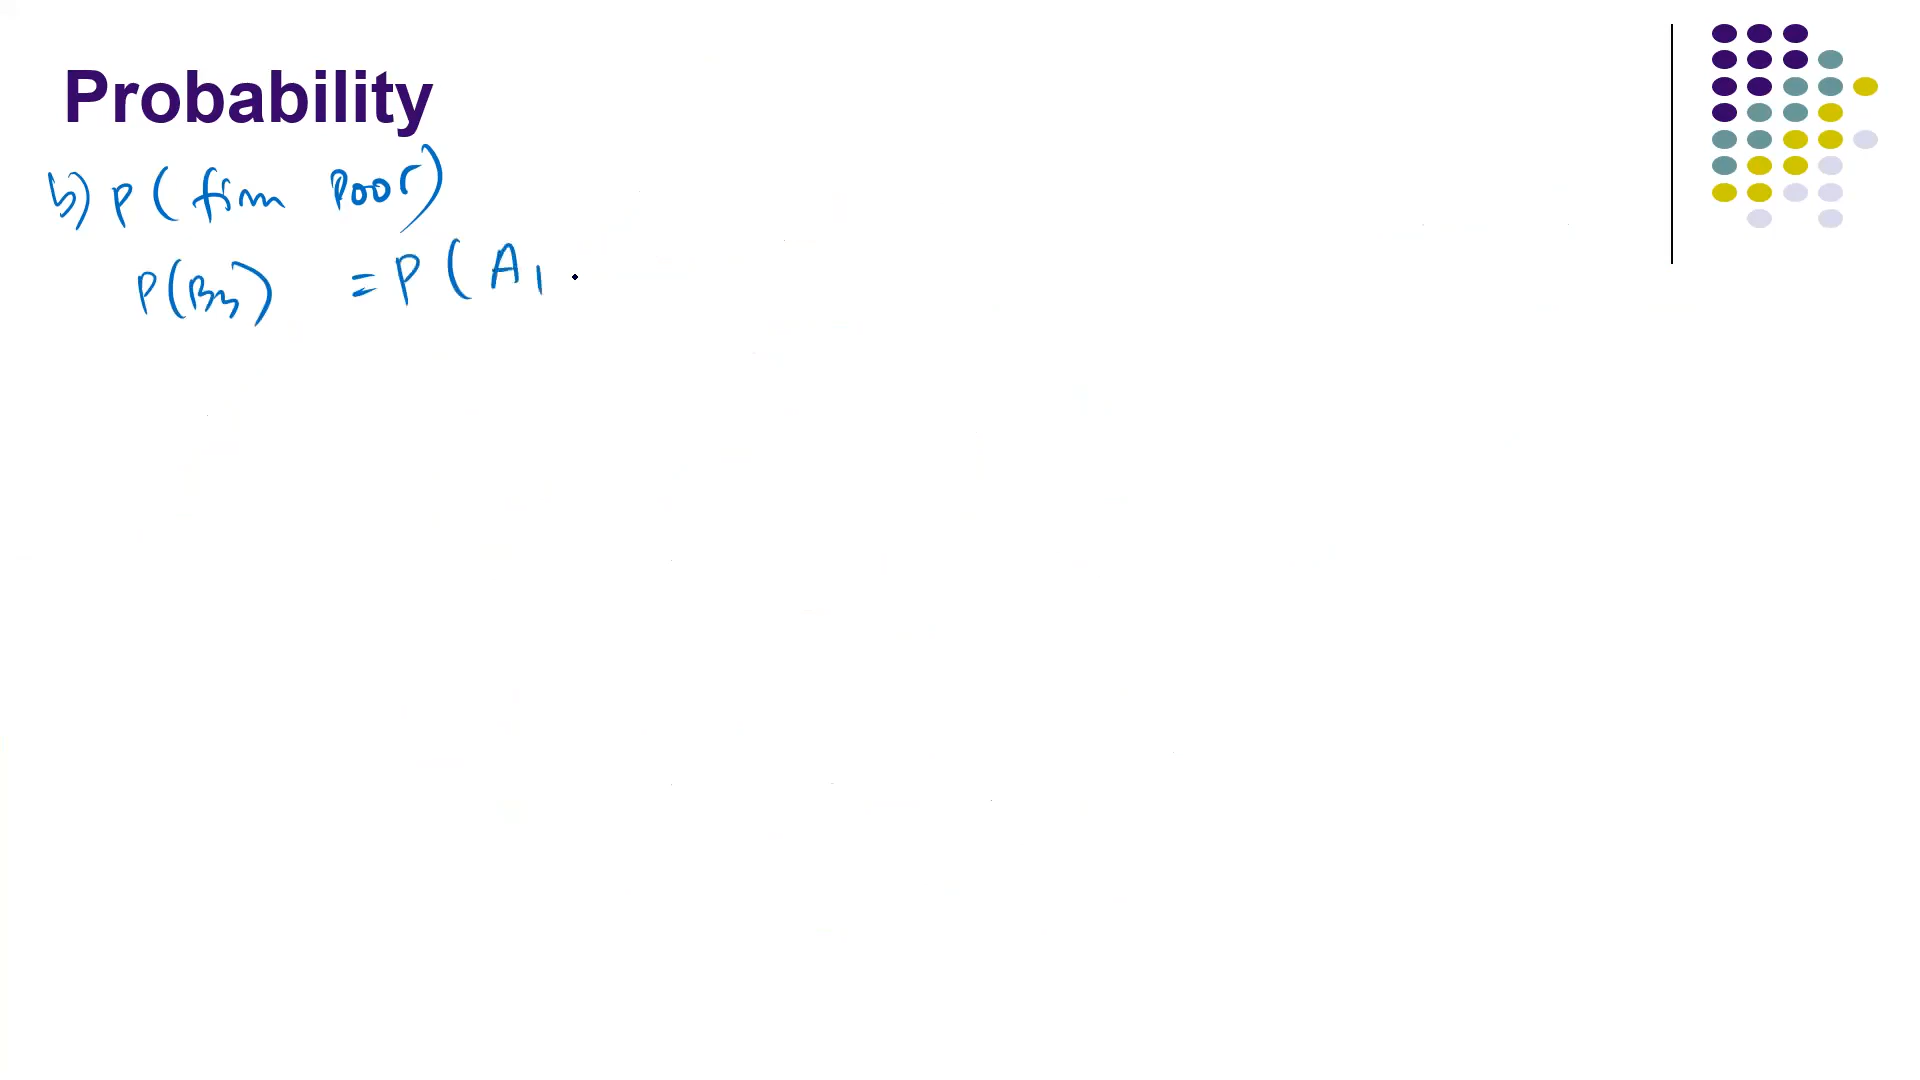 Probability
b) P( firm Poor)
P(B3) = P( A1